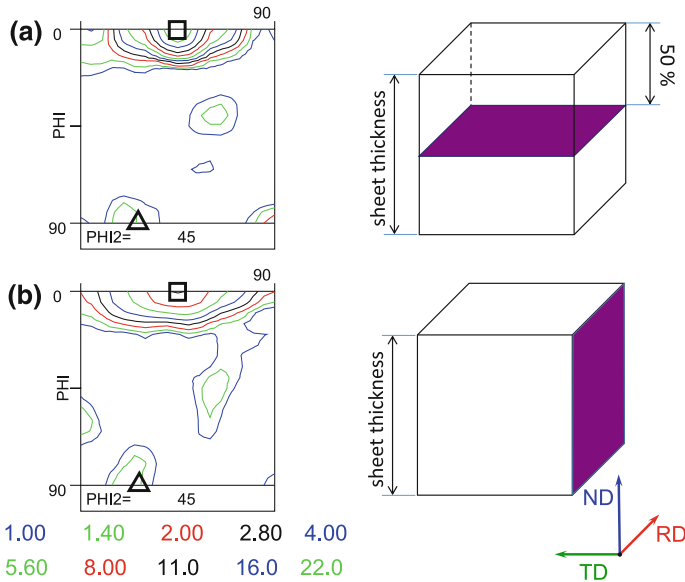 (a)
90
0
PHI
90
PHI2= 45
sheet thickness
50 %
(b)
90
0
PHI
90
PHI2= 45
sheet thickness
ND
RD
TD
1.00 1.40 2.00 2.80 4.00
5.60 8.00 11.0 16.0 22.0